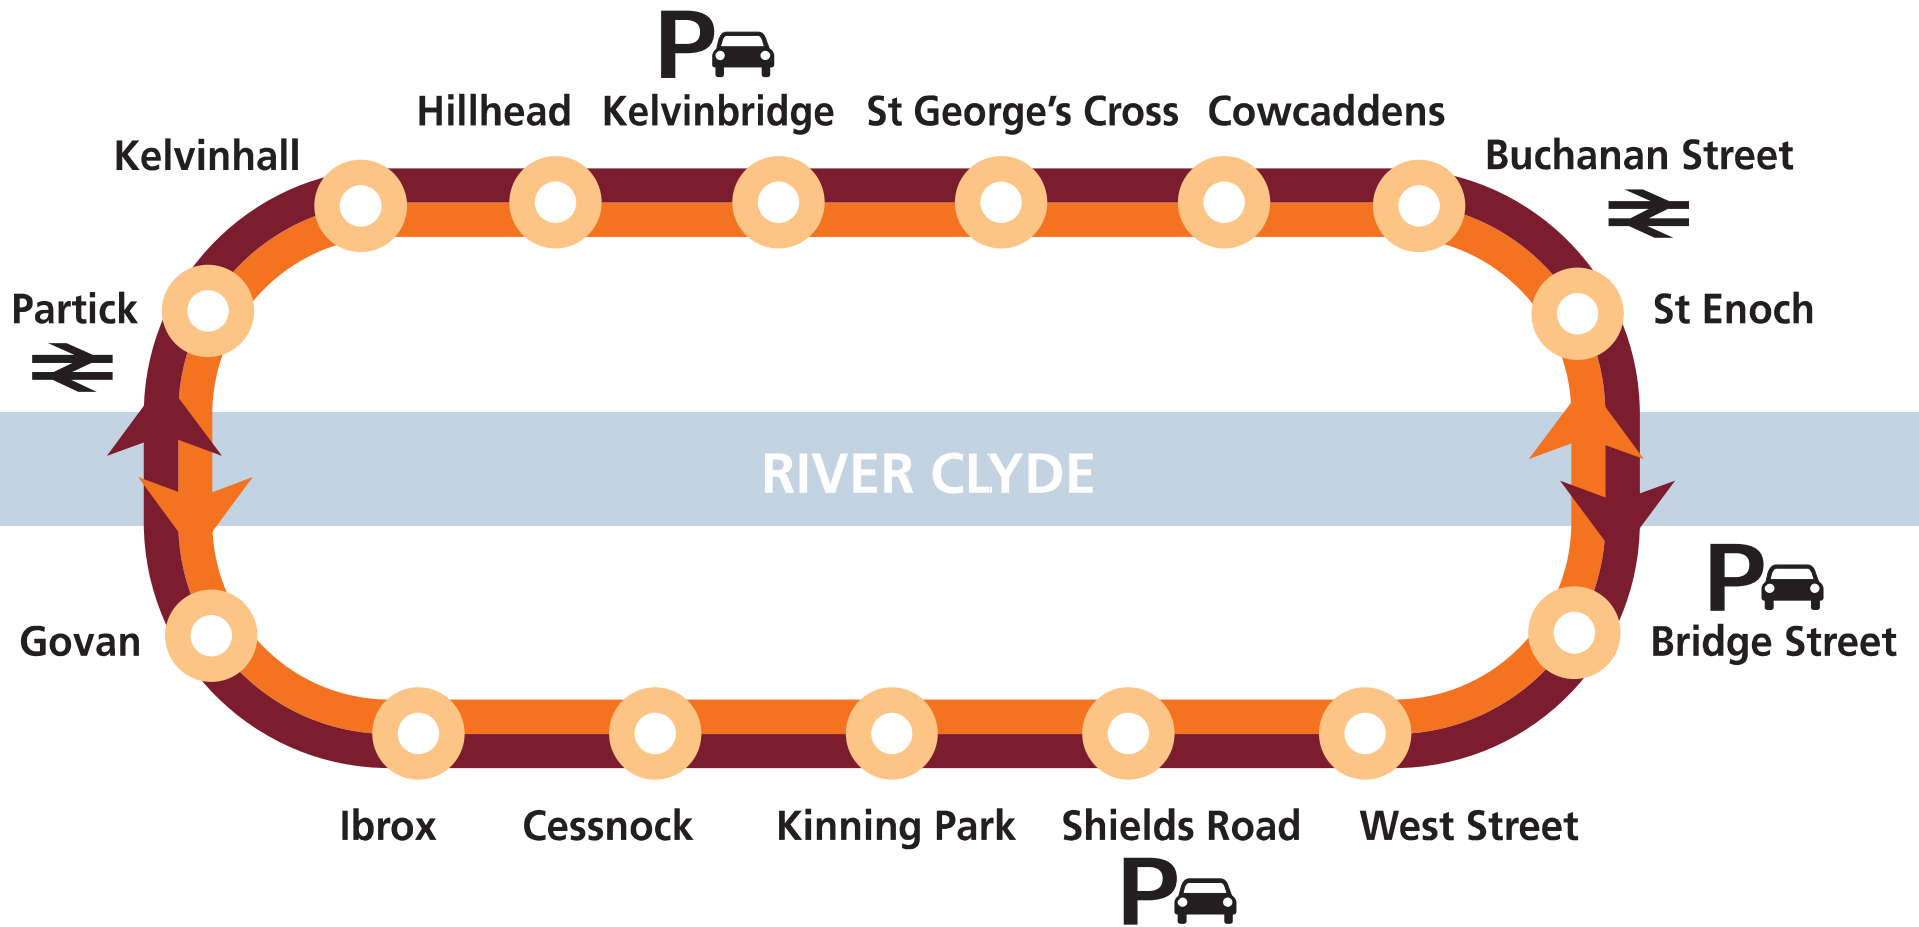 P
Hillhead Kelvinbridge St George’s Cross Cowcaddens
Kelvinhall
Buchanan Street
Partick
St Enoch
RIVER CLYDE
P
Govan
Bridge Street
Ibrox Cessnock Kinning Park Shields Road West Street
P